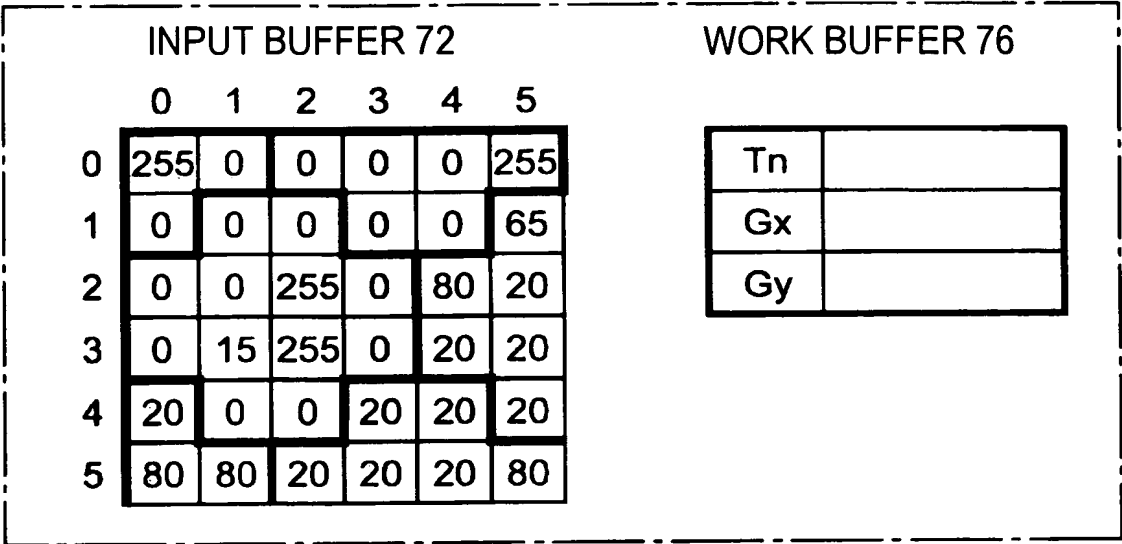 INPUT BUFFER 72 WORK BUFFER 76
0 1 2 3 4 5
0 255 0 0 0 0 255 Tn
1 0 0 0 0 0 65 Gx
2 0 0 255 0 80 20 Gy
3 0 15 255 0 20 20
4 20 0 0 20 20 20
5 80 80 20 20 20 80